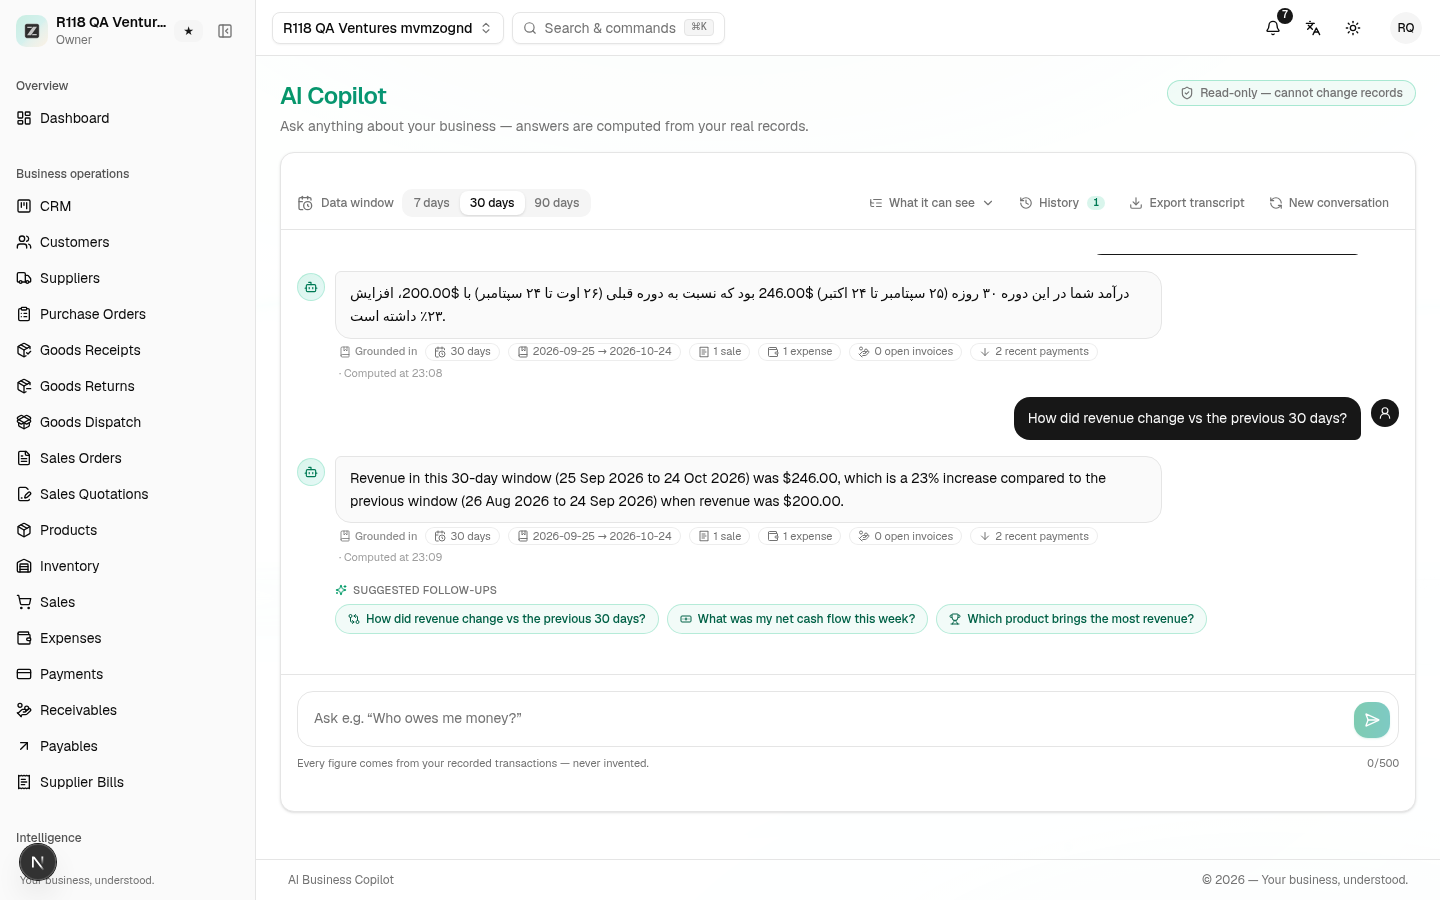 R118 QA Ventur...
Owner
★
R118 QA Ventures mvmzognd
Search & commands
⌘K
7
RQ
Overview
Dashboard
Business operations
CRM
Customers
Suppliers
Purchase Orders
Goods Receipts
Goods Returns
Goods Dispatch
Sales Orders
Sales Quotations
Products
Inventory
Sales
Expenses
Payments
Receivables
Payables
Supplier Bills
Intelligence
N
Your business, understood.
AI Copilot
Read-only — cannot change records
Ask anything about your business — answers are computed from your real records.
Data window
7 days
30 days
90 days
What it can see
History 1
Export transcript
New conversation
درآمد شما در این دوره ۳۰ روزه (۲۵ سپتامبر تا ۲۴ اکتبر) $246.00 بود که نسبت به دوره قبلی (۲۶ اوت تا ۲۴ سپتامبر) با $200.00، افزایش
۲۳٪ داشته است.
Grounded in 30 days 2026-09-25 → 2026-10-24 1 sale 1 expense 0 open invoices 2 recent payments
· Computed at 23:08
How did revenue change vs the previous 30 days?
Revenue in this 30-day window (25 Sep 2026 to 24 Oct 2026) was $246.00, which is a 23% increase compared to the
previous window (26 Aug 2026 to 24 Sep 2026) when revenue was $200.00.
Grounded in 30 days 2026-09-25 → 2026-10-24 1 sale 1 expense 0 open invoices 2 recent payments
· Computed at 23:09
SUGGESTED FOLLOW-UPS
How did revenue change vs the previous 30 days?
What was my net cash flow this week?
Which product brings the most revenue?
Ask e.g. “Who owes me money?”
Every figure comes from your recorded transactions — never invented.
0/500
AI Business Copilot
© 2026 — Your business, understood.